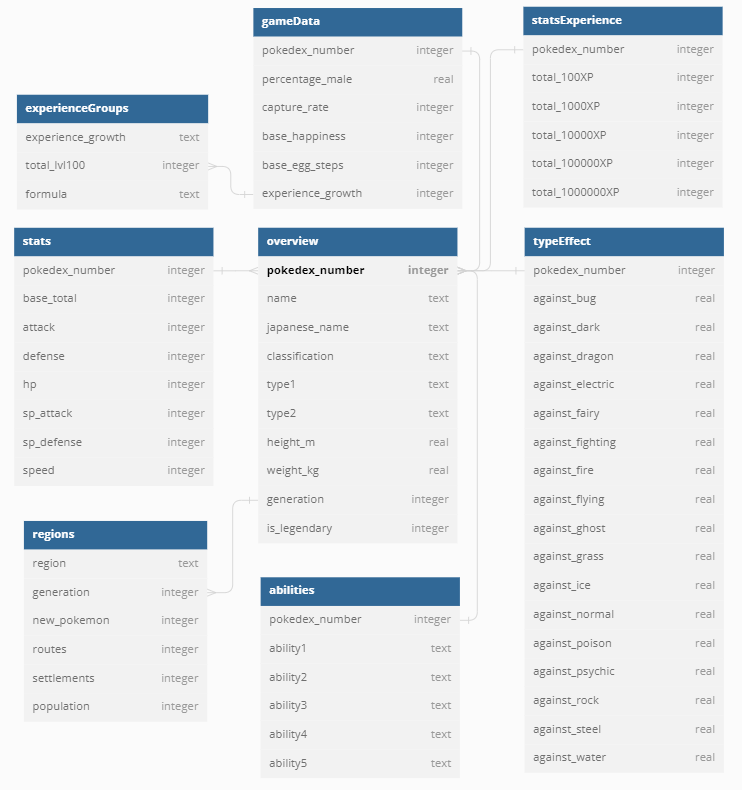 gameData
pokedex_number integer
percentage_male real
capture_rate integer
base_happiness integer
base_egg_steps integer
experience_growth integer
statsExperience
pokedex_number integer
total_100XP integer
total_1000XP integer
total_10000XP integer
total_100000XP integer
total_1000000XP integer
experienceGroups
experience_growth text
total_lvl100 integer
formula text
stats
pokedex_number integer
base_total integer
attack integer
defense integer
hp integer
sp_attack integer
sp_defense integer
speed integer
overview
pokedex_number integer
name text
japanese_name text
classification text
type1 text
type2 text
height_m real
weight_kg real
generation integer
is_legendary integer
typeEffect
pokedex_number integer
against_bug real
against_dark real
against_dragon real
against_electric real
against_fairy real
against_fighting real
against_fire real
against_flying real
against_ghost real
against_grass real
against_ice real
against_normal real
against_poison real
against_psychic real
against_rock real
against_steel real
against_water real
regions
region text
generation integer
new_pokemon integer
routes integer
settlements integer
population integer
abilities
pokedex_number integer
ability1 text
ability2 text
ability3 text
ability4 text
ability5 text